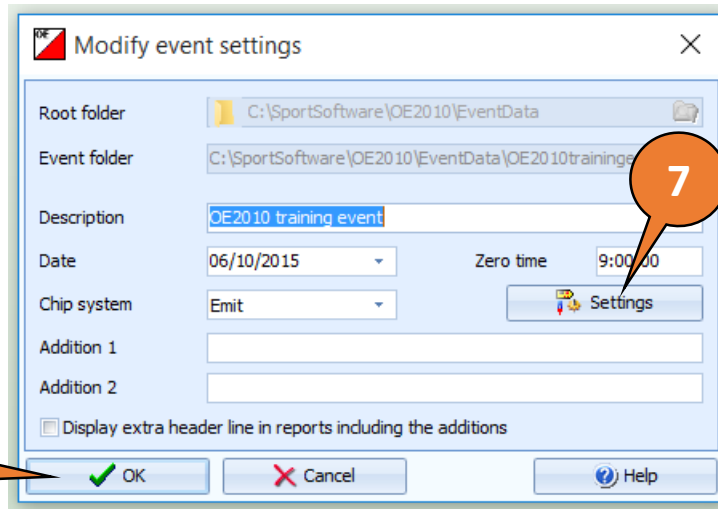 OE
Modify event settings
Root folder C:\SportSoftware\OE2010\EventData
Event folder C:\SportSoftware\OE2010\EventData\OE2010traininge
7
Description OE2010 training event
Date 06/10/2015 Zero time 9:00:00
Chip system Emit Settings
Addition 1
Addition 2
Display extra header line in reports including the additions
OK Cancel Help